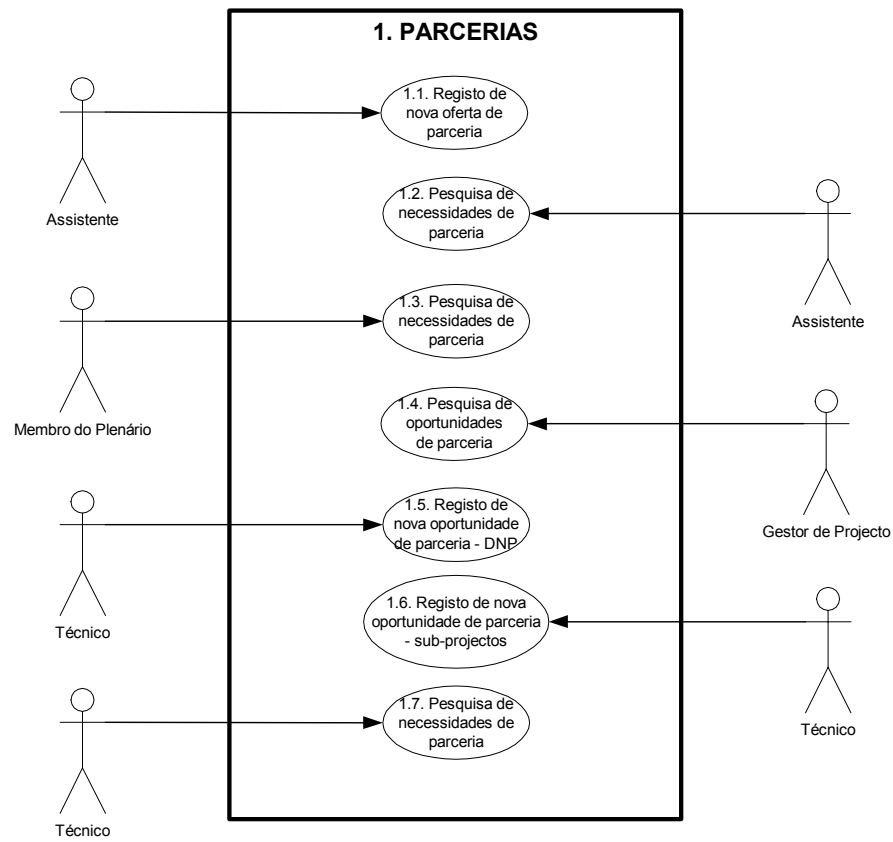 1. PARCERIAS
1.1. Registo de
nova oferta de
parceria
Assistente
1.2. Pesquisa de
necessidades de
parceria
Assistente
1.3. Pesquisa de
necessidades de
parceria
Membro do Plenário
1.4. Pesquisa de
oportunidades
de parceria
Gestor de Projecto
1.5. Registo de
nova oportunidade
de parceria - DNP
Técnico
1.6. Registo de nova
oportunidade de parceria
- sub-projectos
Técnico
1.7. Pesquisa de
necessidades de
parceria
Técnico